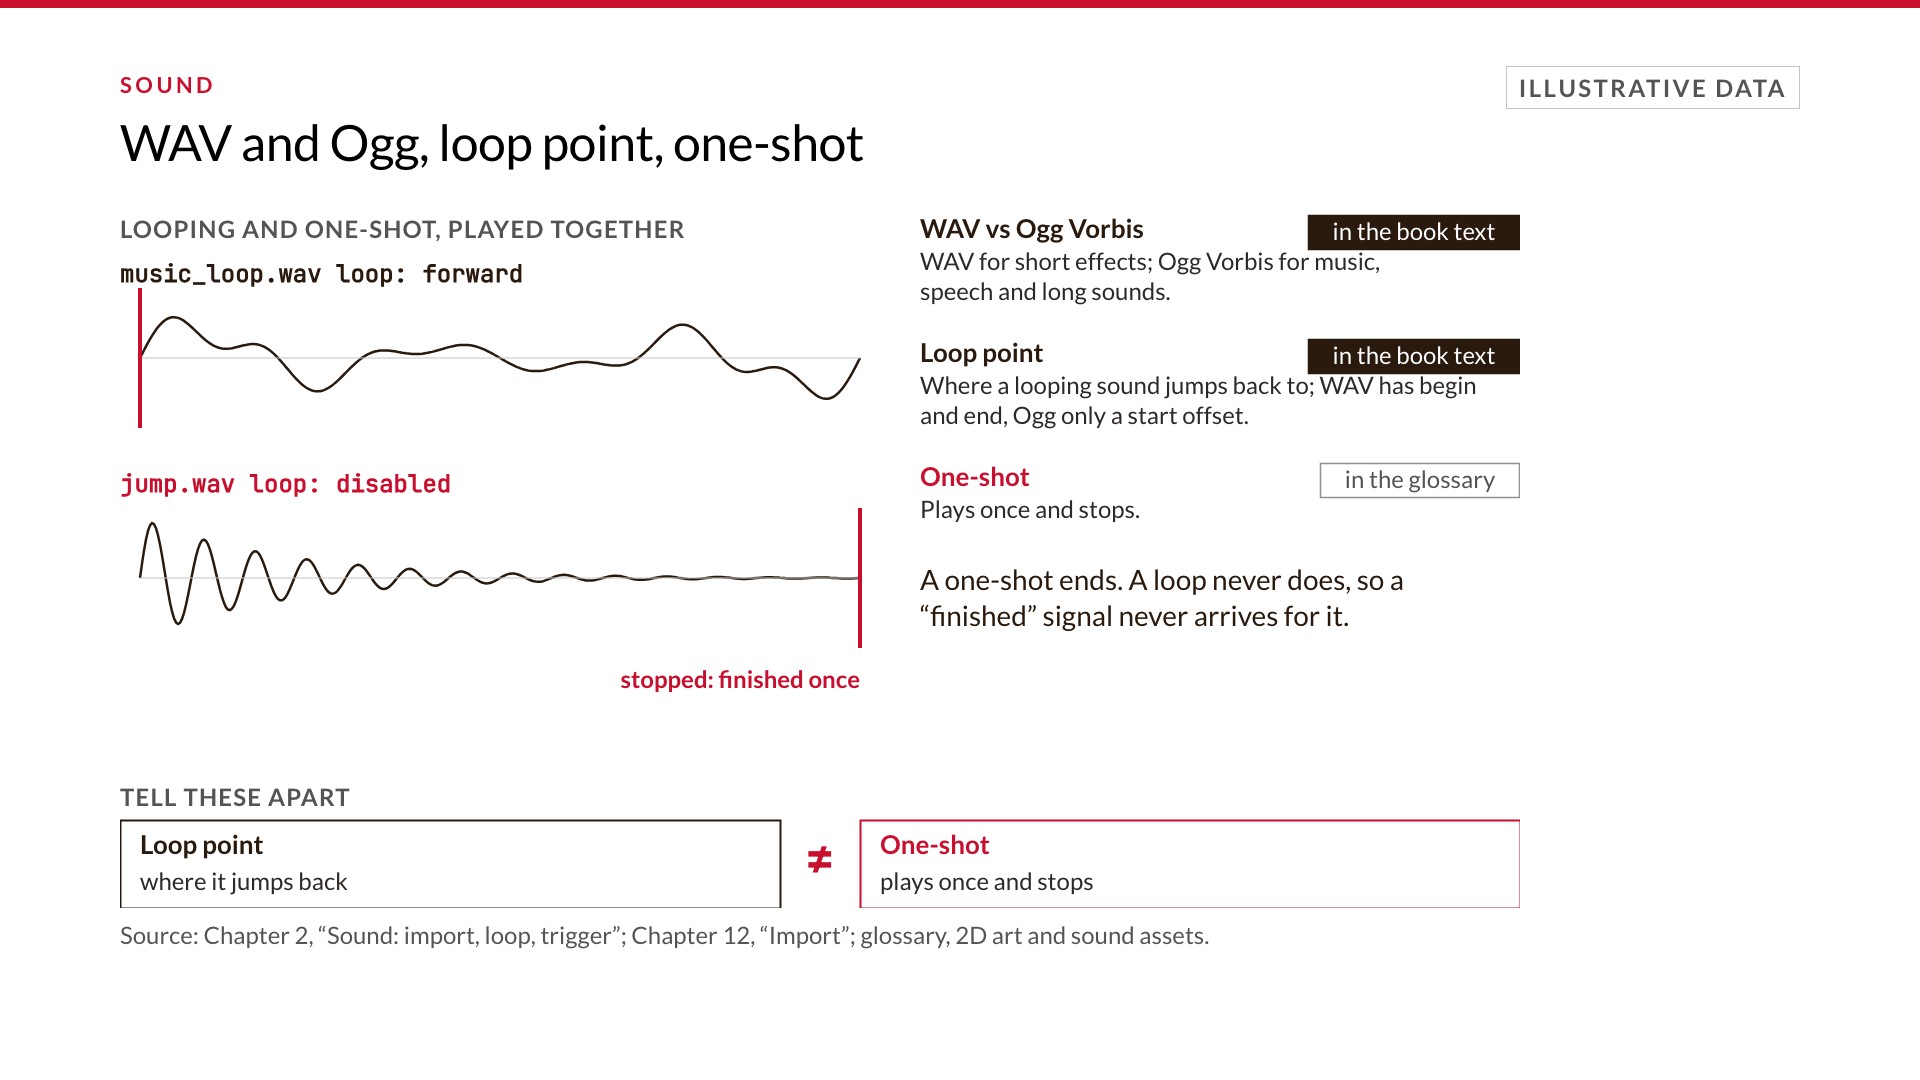 SOUND
ILLUSTRATIVE DATA
WAV and Ogg, loop point, one-shot
LOOPING AND ONE-SHOT, PLAYED TOGETHER
music_loop.wav loop: forward
jump.wav loop: disabled
stopped: finished once
WAV vs Ogg Vorbis
in the book text
WAV for short effects; Ogg Vorbis for music,
speech and long sounds.
Loop point
in the book text
Where a looping sound jumps back to; WAV has begin
and end, Ogg only a start offset.
One-shot
in the glossary
Plays once and stops.
A one-shot ends. A loop never does, so a
“finished” signal never arrives for it.
TELL THESE APART
Loop point
where it jumps back
≠
One-shot
plays once and stops
Source: Chapter 2, “Sound: import, loop, trigger”; Chapter 12, “Import”; glossary, 2D art and sound assets.